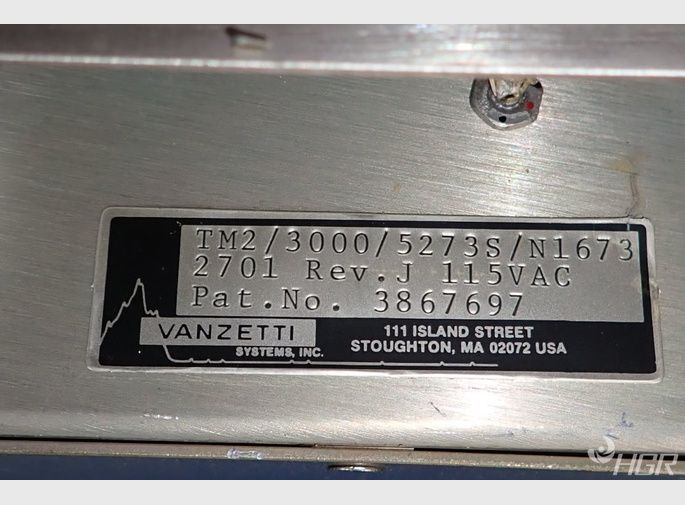 TM2/3000/5273S/N1673
2701 Rev.J 115VAC
Pat.No. 3867697
VANZETTI
SYSTEMS, INC.
111 ISLAND STREET
STOUGHTON, MA 02072 USA
HGR